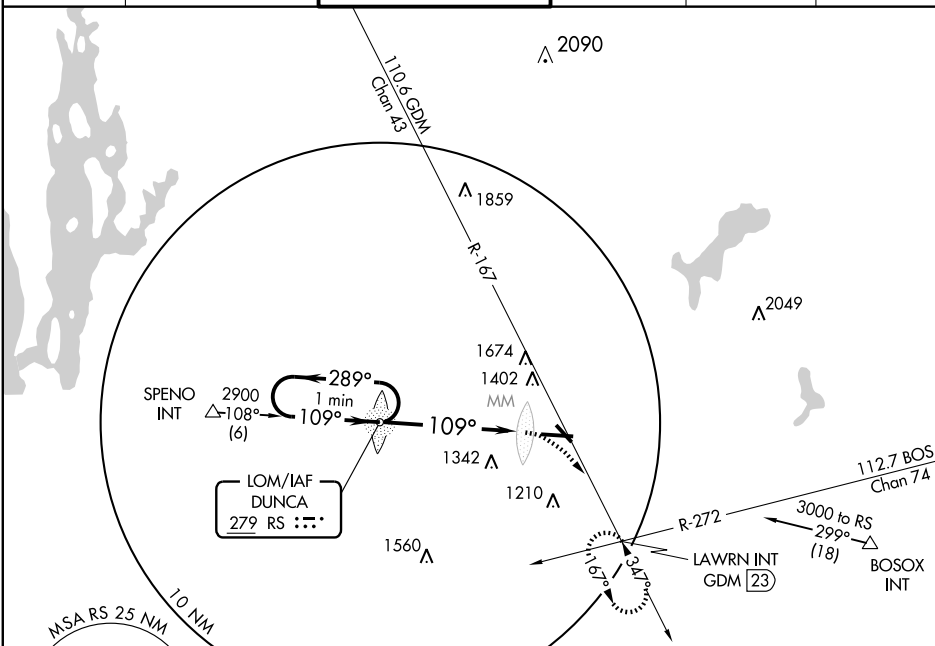 2090
110.6 GDM
Chan 43
1859
R-167
2049
1674
1402
MM
SPENO
INT
2900
108°
(6)
289°
1 min
109°
109°
1342
LOM/IAF
DUNCA
279 RS
1210
1560
112.7 BOS
Chan 74
R-272
3000 to RS
299°
(18)
BOSOX
INT
LAWRN INT
GDM 23
167°
347°
10 NM
MSA RS 25 NM